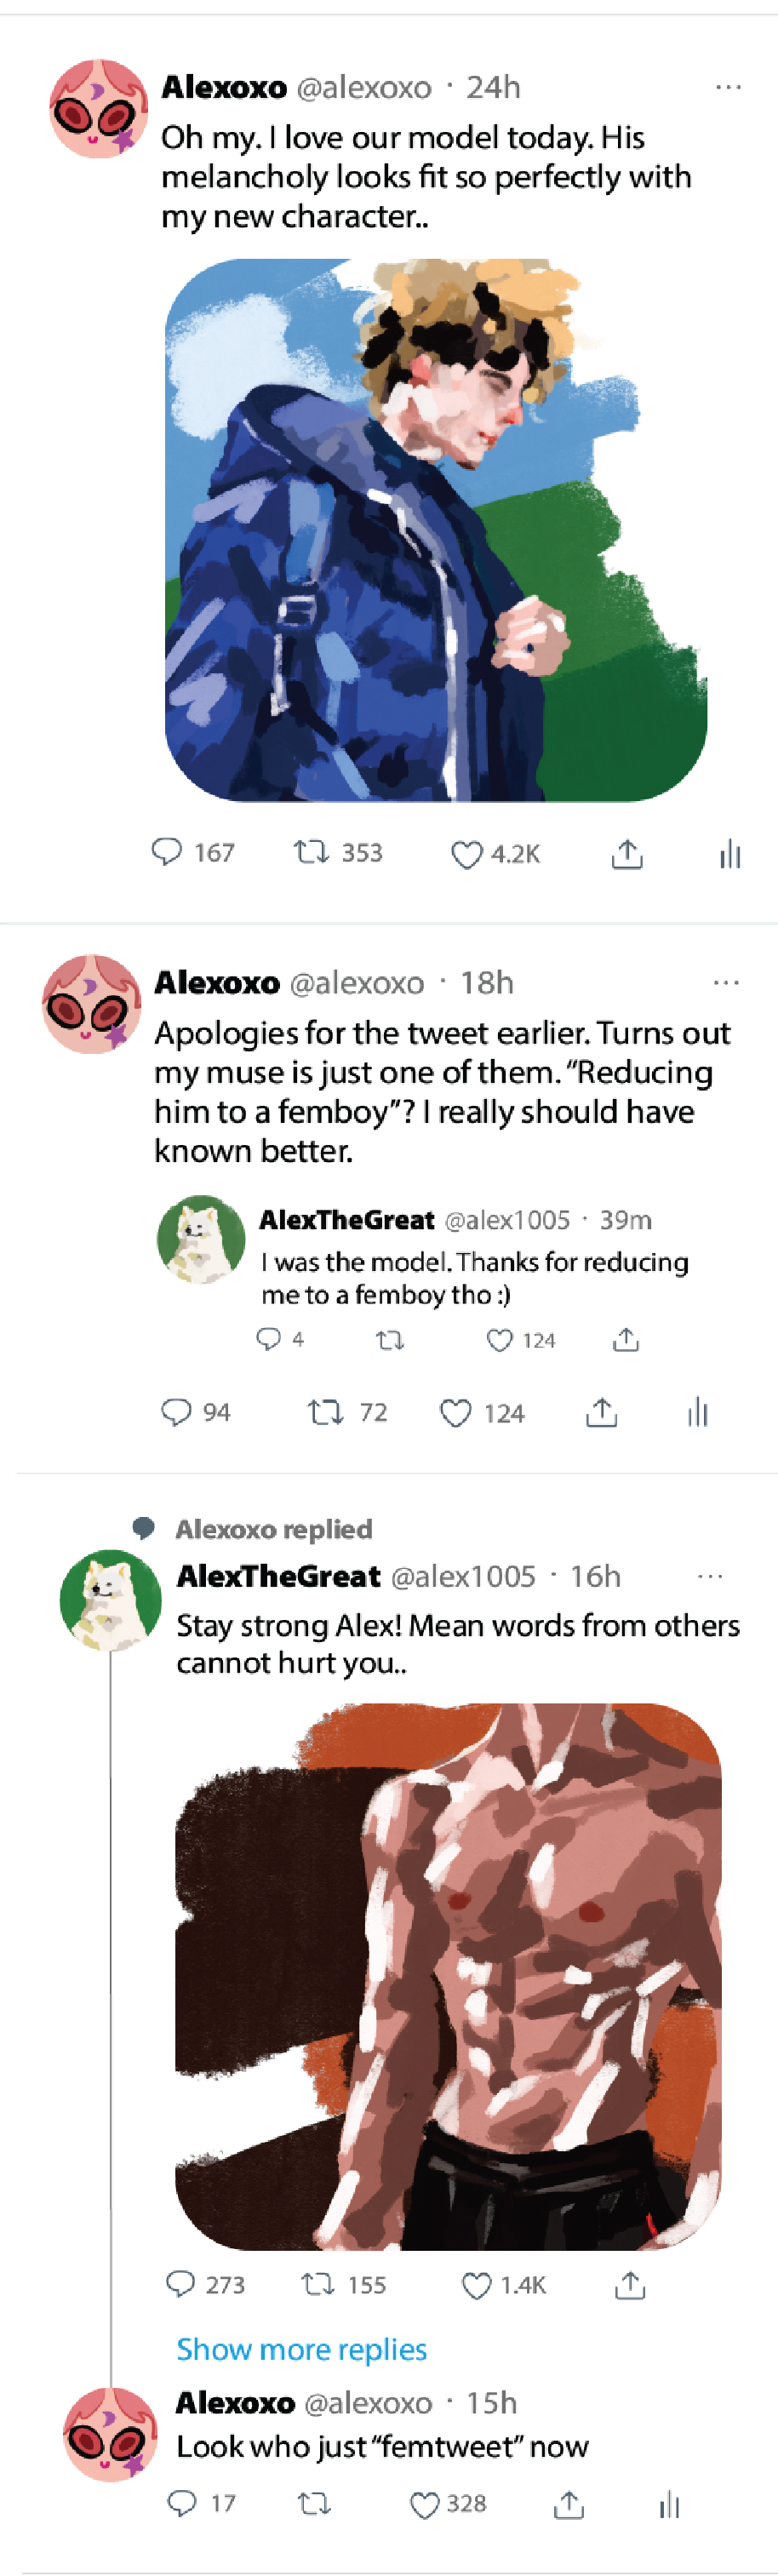 Alexoxo @alexoxo · 24h ...
Oh my. I love our model today. His
melancholy looks fit so perfectly with
my new character..
167 353 4.2K
Alexoxo @alexoxo · 18h ...
Apologies for the tweet earlier. Turns out
my muse is just one of them. “Reducing
him to a femboy”? I really should have
known better.
AlexTheGreat @alex1005 · 39m
I was the model. Thanks for reducing
me to a femboy tho :)
4 124
94 72 124
Alexoxo replied
AlexTheGreat @alex1005 · 16h ...
Stay strong Alex! Mean words from others
cannot hurt you..
273 155 1.4K
Show more replies
Alexoxo @alexoxo · 15h
Look who just “femtweet” now
17 328